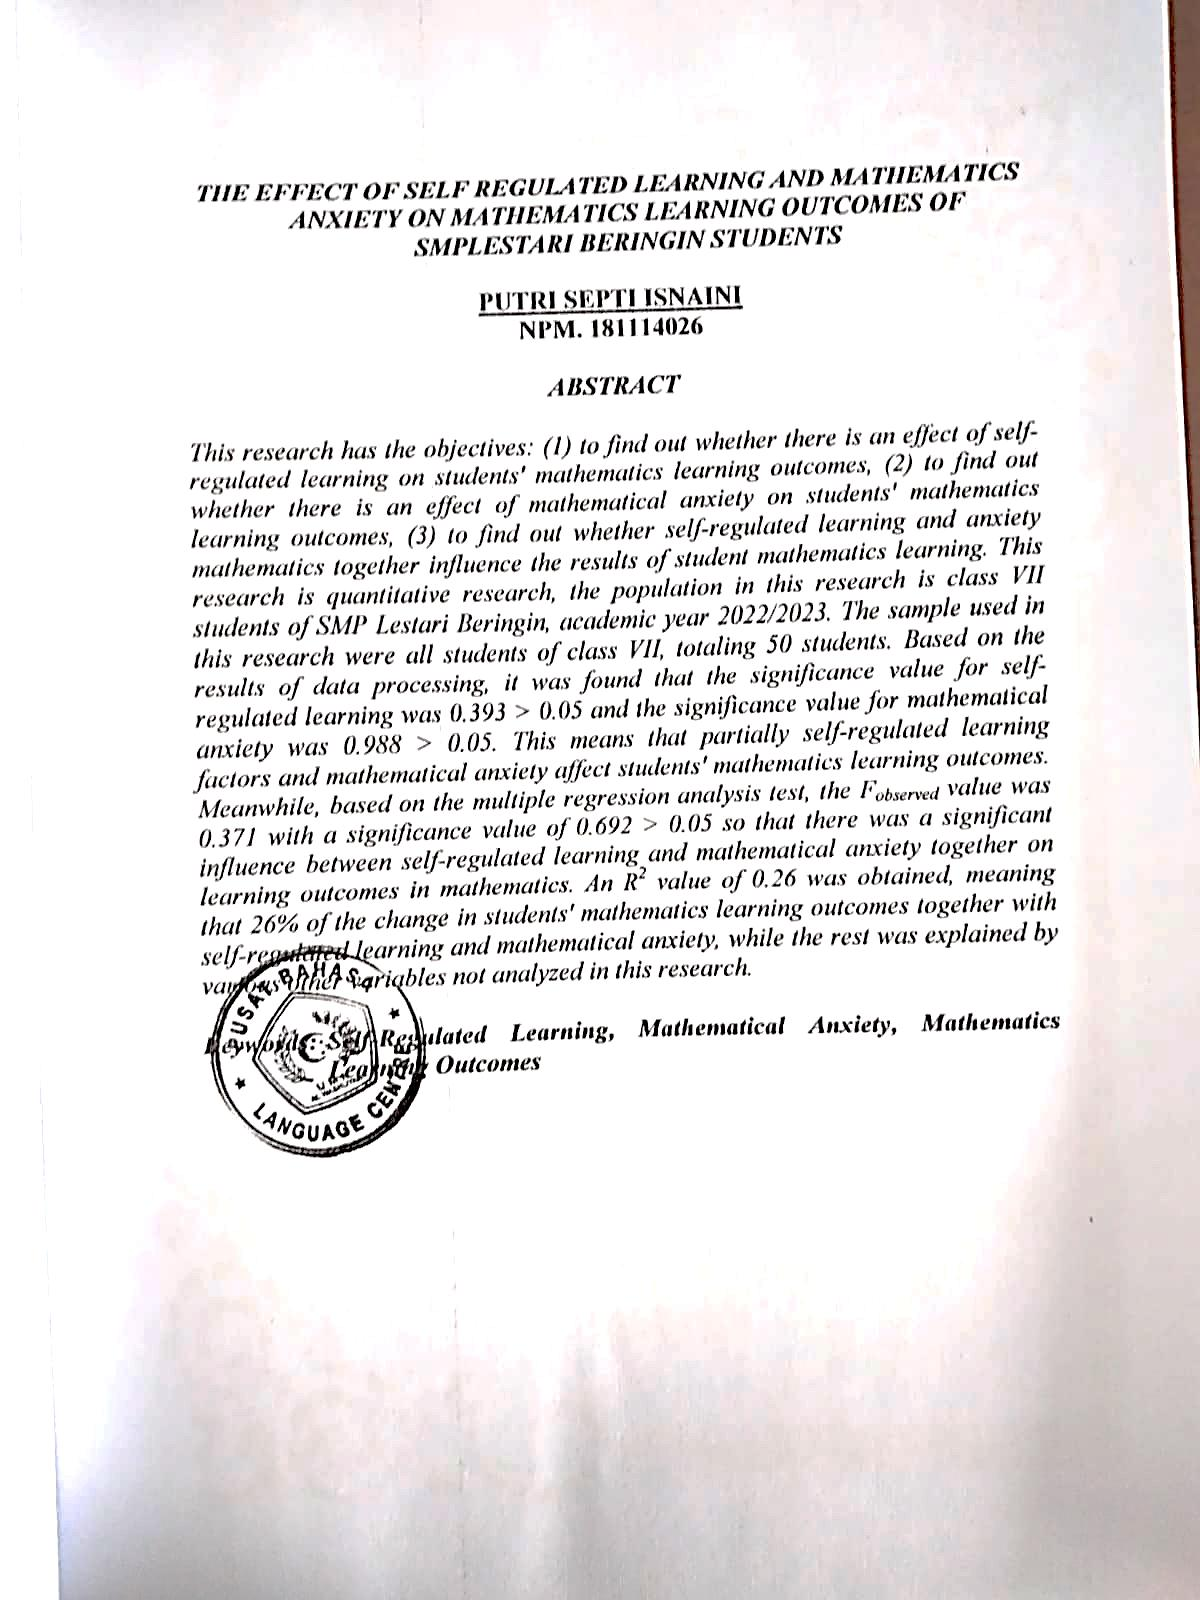 THE EFFECT OF SELF REGULATED LEARNING AND MATHEMATICS
ANXIETY ON MATHEMATICS LEARNING OUTCOMES OF
SMPLESTARI BERINGIN STUDENTS
PUTRI SEPTI ISNAINI
NPM. 181114026
ABSTRACT
This research has the objectives: (1) to find out whether there is an effect of self-
regulated learning on students' mathematics learning outcomes, (2) to find out
whether there is an effect of mathematical anxiety on students' mathematics
learning outcomes, (3) to find out whether self-regulated learning and anxiety
mathematics together influence the results of student mathematics learning. This
research is quantitative research, the population in this research is class VII
students of SMP Lestari Beringin, academic year 2022/2023. The sample used in
this research were all students of class VII, totaling 50 students. Based on the
results of data processing, it was found that the significance value for self-
regulated learning was 0.393 > 0.05 and the significance value for mathematical
anxiety was 0.988 > 0.05. This means that partially self-regulated learning
factors and mathematical anxiety affect students' mathematics learning outcomes.
Meanwhile, based on the multiple regression analysis test, the Fobserved value was
0.371 with a significance value of 0.692 > 0.05 so that there was a significant
influence between self-regulated learning and mathematical anxiety together on
learning outcomes in mathematics. An R² value of 0.26 was obtained, meaning
that 26% of the change in students' mathematics learning outcomes together with
self-regulated learning and mathematical anxiety, while the rest was explained by
various other variables not analyzed in this research.
Keywords: Self-Regulated Learning, Mathematical Anxiety, Mathematics
Learning Outcomes
PUSAT BAHASA
LANGUAGE CENTRE